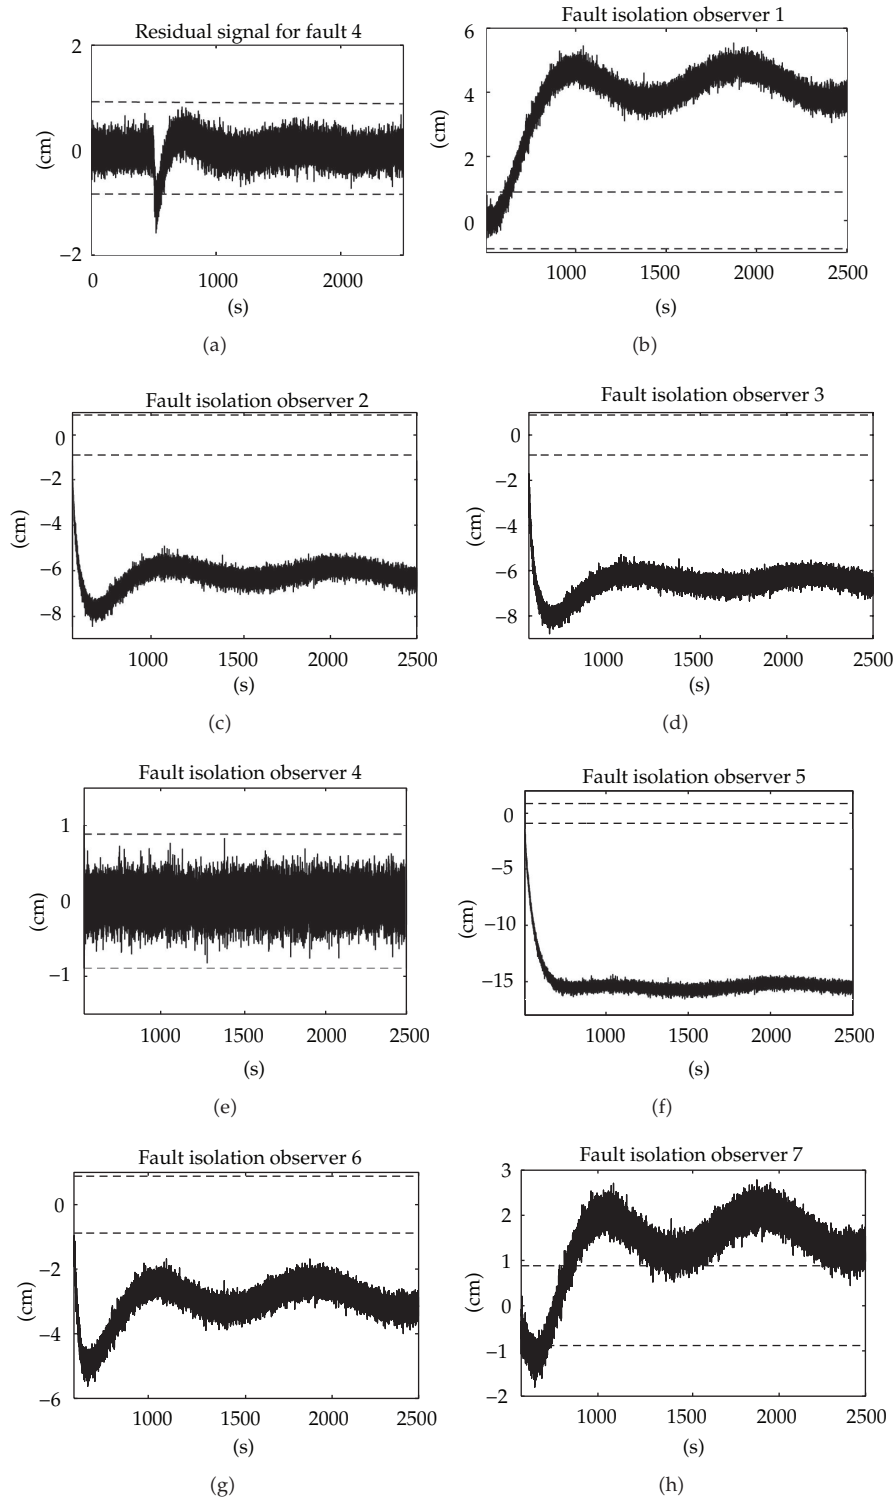 Residual signal for fault 4
2
0
−2
(cm)
0
1000
2000
(s)
(a)
Fault isolation observer 1
6
4
2
0
(cm)
1000
1500
2000
2500
(s)
(b)
Fault isolation observer 2
0
−2
−4
−6
−8
(cm)
1000
1500
2000
2500
(s)
(c)
Fault isolation observer 3
0
−2
−4
−6
−8
(cm)
1000
1500
2000
2500
(s)
(d)
Fault isolation observer 4
1
0
−1
(cm)
1000
1500
2000
2500
(s)
(e)
Fault isolation observer 5
0
−5
−10
−15
(cm)
1000
1500
2000
2500
(s)
(f)
Fault isolation observer 6
0
−2
−4
−6
(cm)
1000
1500
2000
2500
(s)
(g)
Fault isolation observer 7
3
2
1
0
−1
−2
(cm)
1000
1500
2000
2500
(s)
(h)